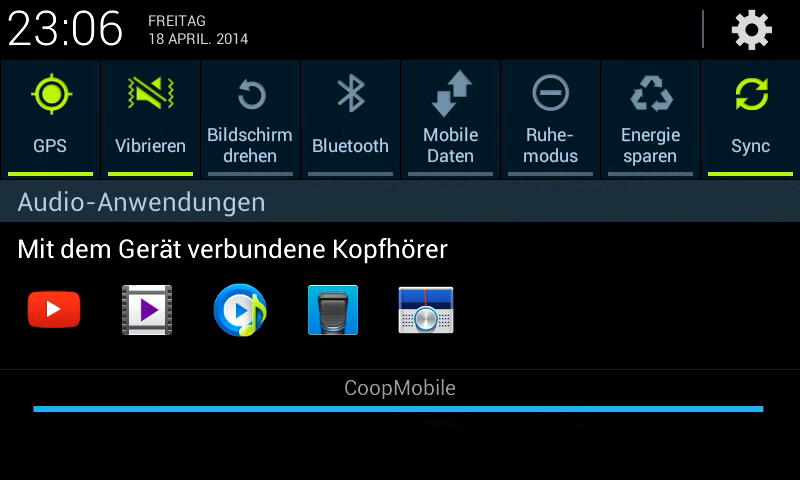 23:06
FREITAG
18 APRIL. 2014
GPS
Vibrieren
Bildschirm
drehen
Bluetooth
Mobile
Daten
Ruhe-
modus
Energie
sparen
Sync
Audio-Anwendungen
Mit dem Gerät verbundene Kopfhörer
CoopMobile